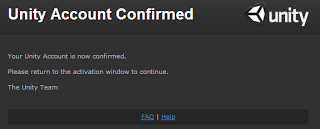 Unity Account Confirmed
unity
Your Unity Account is now confirmed.
Please return to the activation window to continue.
The Unity Team
FAQ | Help